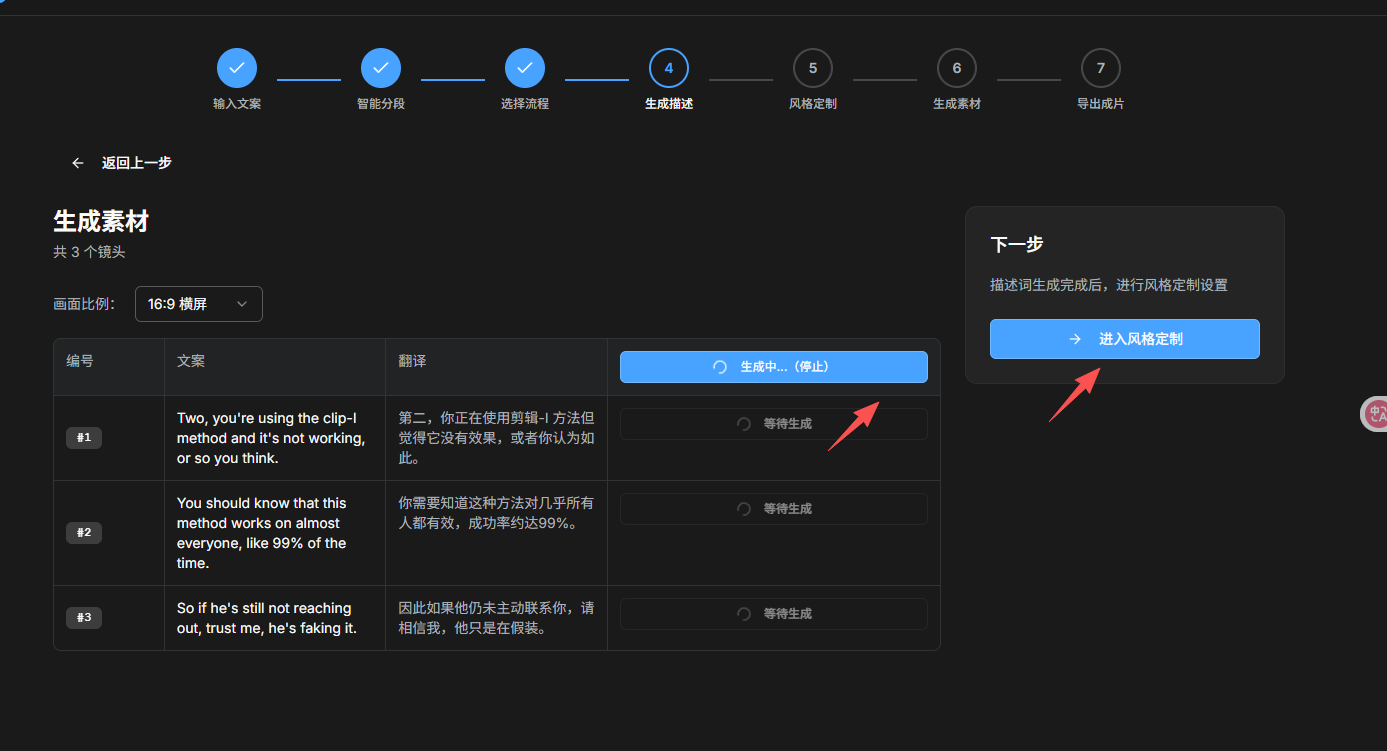 4
5
6
7
输入文案
智能分段
选择流程
生成描述
风格定制
生成素材
导出成片
返回上一步
生成素材
共 3 个镜头
画面比例：
16:9 横屏
下一步
描述词生成完成后，进行风格定制设置
进入风格定制
编号
文案
翻译
生成中...（停止）
#1
Two, you're using the clip-I
method and it's not working,
or so you think.
第二，你正在使用剪辑-I 方法但
觉得它没有效果，或者你认为如
此。
等待生成
#2
You should know that this
method works on almost
everyone, like 99% of the
time.
你需要知道这种方法对几乎所有
人都有效，成功率约达99%。
等待生成
#3
So if he's still not reaching
out, trust me, he's faking it.
因此如果他仍未主动联系你，请
相信我，他只是在假装。
等待生成
中
A